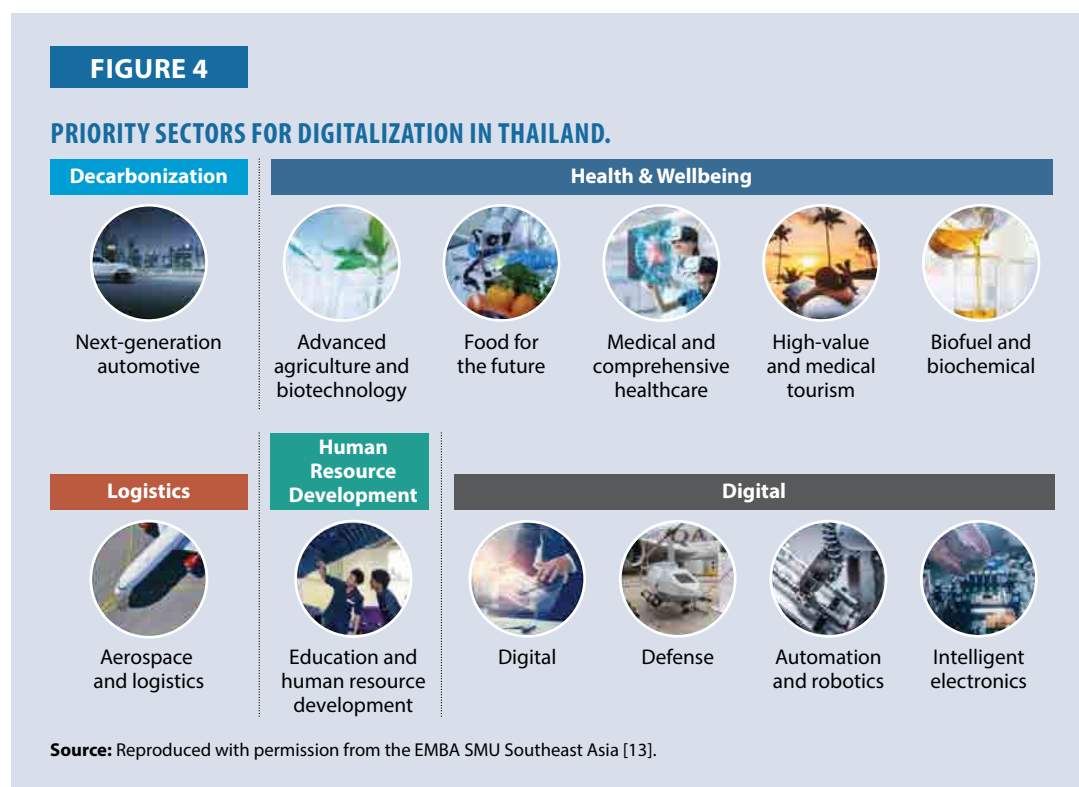 FIGURE 4
PRIORITY SECTORS FOR DIGITALIZATION IN THAILAND.
Decarbonization
Health & Wellbeing
Next-generation
automotive
Advanced
agriculture and
biotechnology
Food for
the future
Medical and
comprehensive
healthcare
High-value
and medical
tourism
Biofuel and
biochemical
Logistics
Human
Resource
Development
Digital
Aerospace
and logistics
Education and
human resource
development
Digital
Defense
Automation
and robotics
Intelligent
electronics
Source: Reproduced with permission from the EMBA SMU Southeast Asia [13].